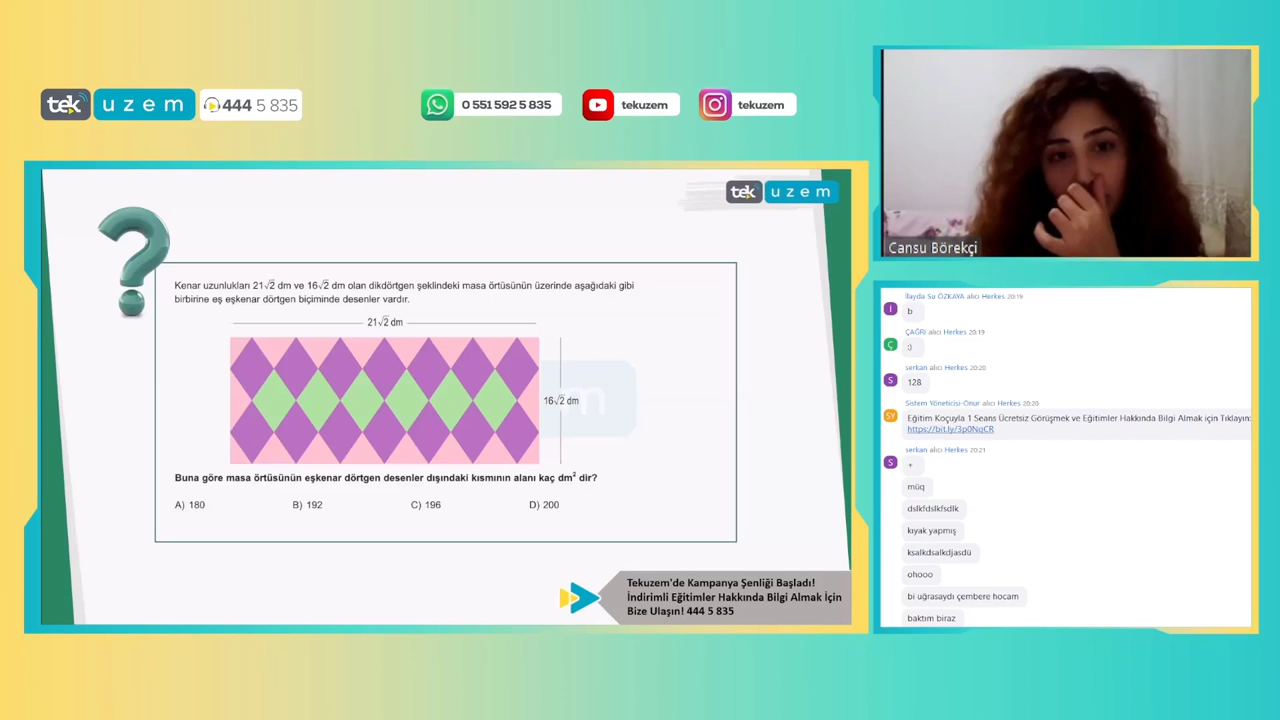 tek uzem 444 5 835
0 551 592 5 835
tekuzem
tekuzem
tek uzem
Kenar uzunlukları 21√2 dm ve 16√2 dm olan dikdörtgen şeklindeki masa örtüsünün üzerinde aşağıdaki gibi
birbirine eş eşkenar dörtgen biçiminde desenler vardır.
21√2 dm
16√2 dm
Buna göre masa örtüsünün eşkenar dörtgen desenler dışındaki kısmının alanı kaç dm² dir?
A) 180 B) 192 C) 196 D) 200
Tekuzem'de Kampanya Şenliği Başladı!
İndirimli Eğitimler Hakkında Bilgi Almak İçin
Bize Ulaşın! 444 5 835
Cansu Börekçi
İlayda Su ÖZKAYA alıcı Herkes 20:19
İ
b
ÇAĞRI alıcı Herkes 20:19
Ç
:)
serkan alıcı Herkes 20:20
S
128
Sistem Yöneticisi-Onur alıcı Herkes 20:20
SY
Eğitim Koçuyla 1 Seans Ücretsiz Görüşmek ve Eğitimler Hakkında Bilgi Almak için Tıklayın:
https://bit.ly/3p0NqCR
serkan alıcı Herkes 20:21
S
+
müq
dslkfdslkfsdlk
kıyak yapmış
ksalkdsalkdjasdü
ohooo
bi uğrasaydı çembere hocam
baktım biraz